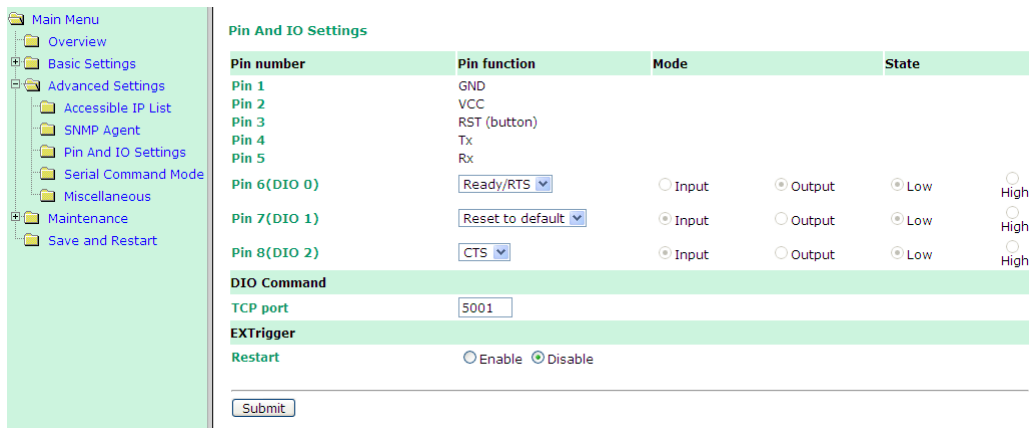 Main Menu
Overview
Basic Settings
Advanced Settings
Accessible IP List
SNMP Agent
Pin And IO Settings
Serial Command Mode
Miscellaneous
Maintenance
Save and Restart
Pin And IO Settings
Pin number Pin function Mode State
Pin 1 GND
Pin 2 VCC
Pin 3 RST (button)
Pin 4 Tx
Pin 5 Rx
Pin 6(DIO 0) Ready/RTS Input Output Low High
Pin 7(DIO 1) Reset to default Input Output Low High
Pin 8(DIO 2) CTS Input Output Low High
DIO Command
TCP port 5001
EXTrigger
Restart Enable Disable
Submit